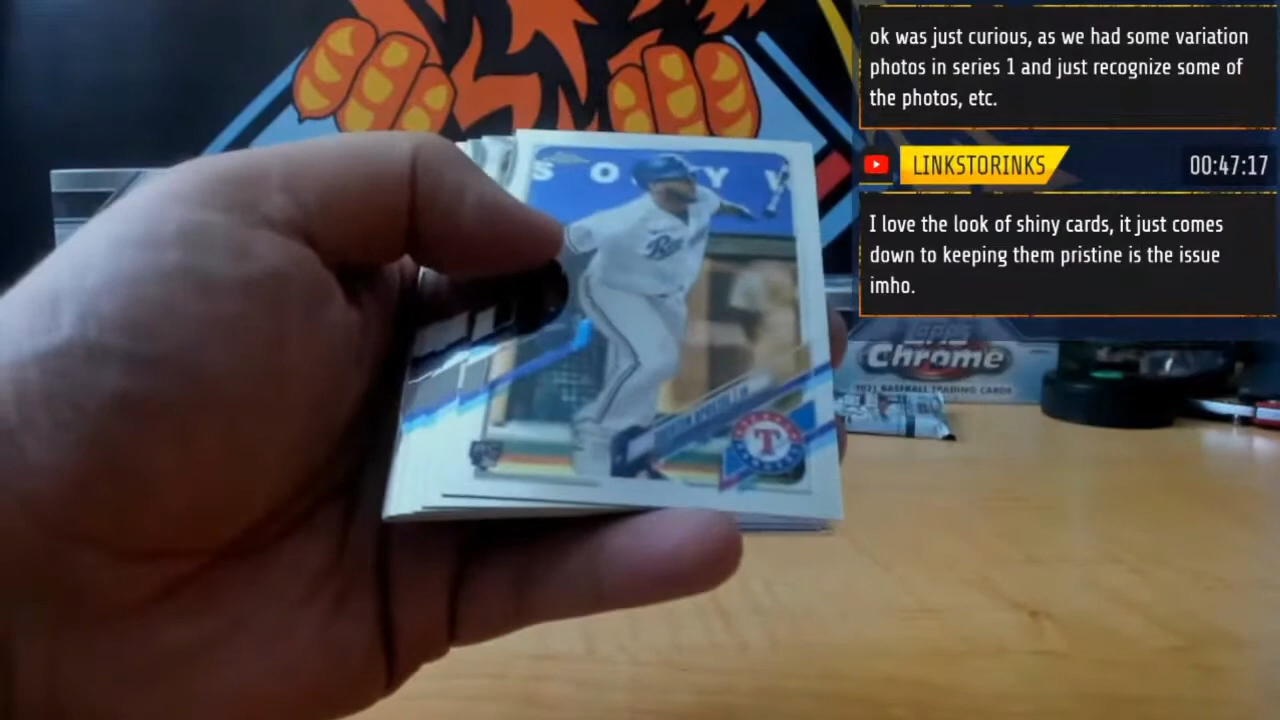 ok was just curious, as we had some variation
photos in series 1 and just recognize some of
the photos, etc.
LINKSTORINKS
00:47:17
I love the look of shiny cards, it just comes
down to keeping them pristine is the issue
imho.
S O
Y
T
Chrome
2021 BASEBALL TRADING CARDS